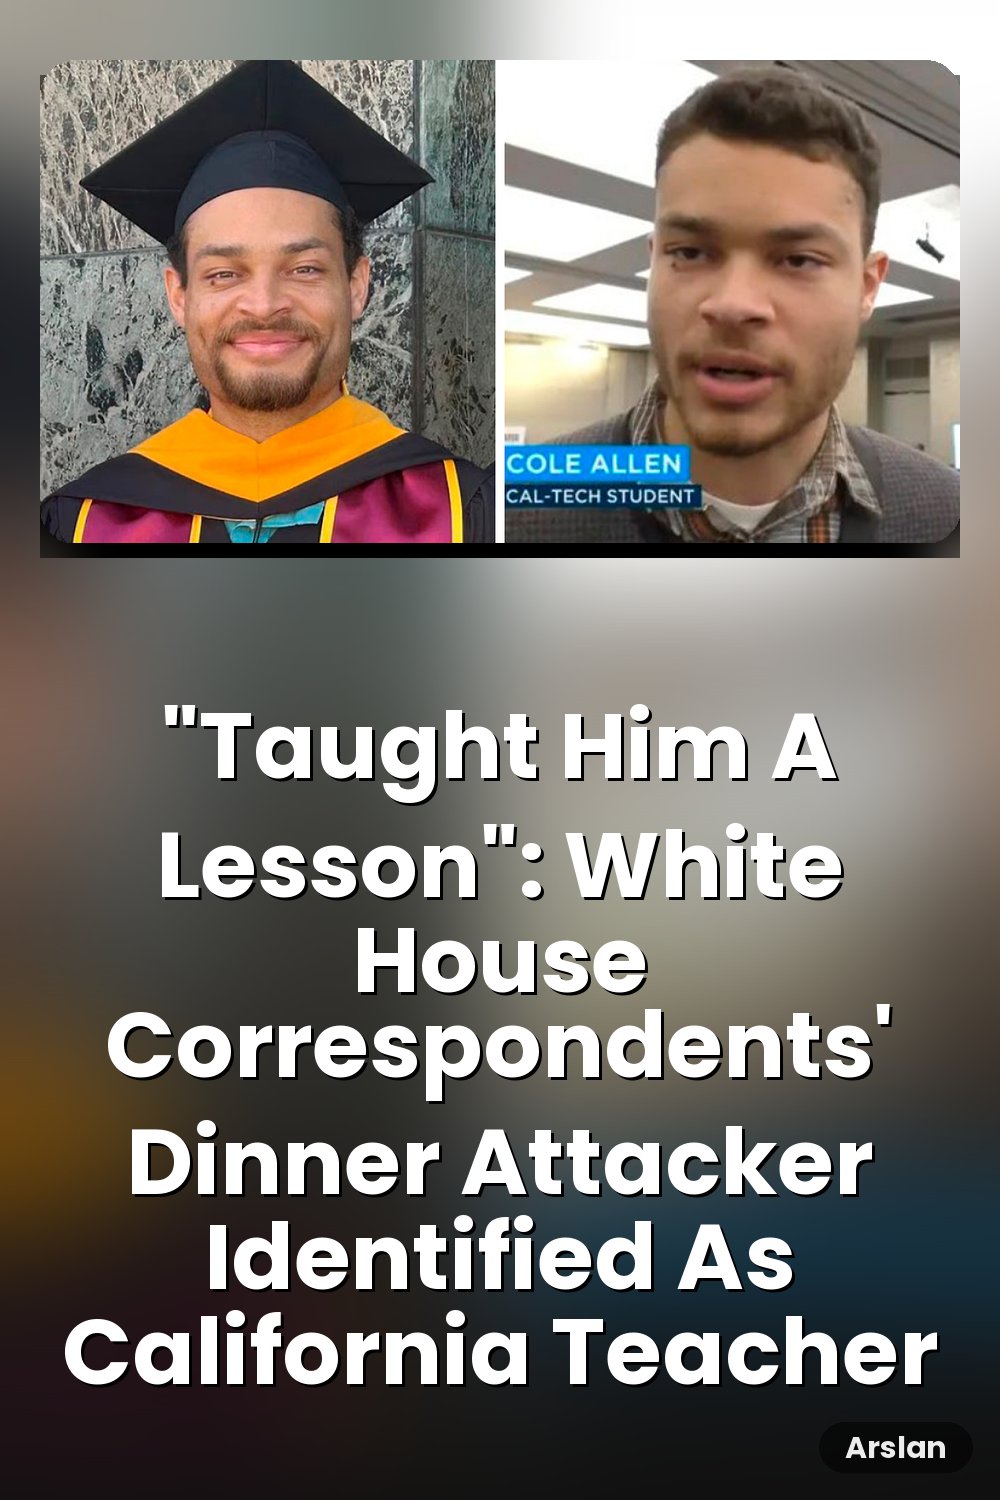 COLE ALLEN
CAL-TECH STUDENT
"Taught Him A
Lesson": White
House
Correspondents'
Dinner Attacker
Identified As
California Teacher
Arslan